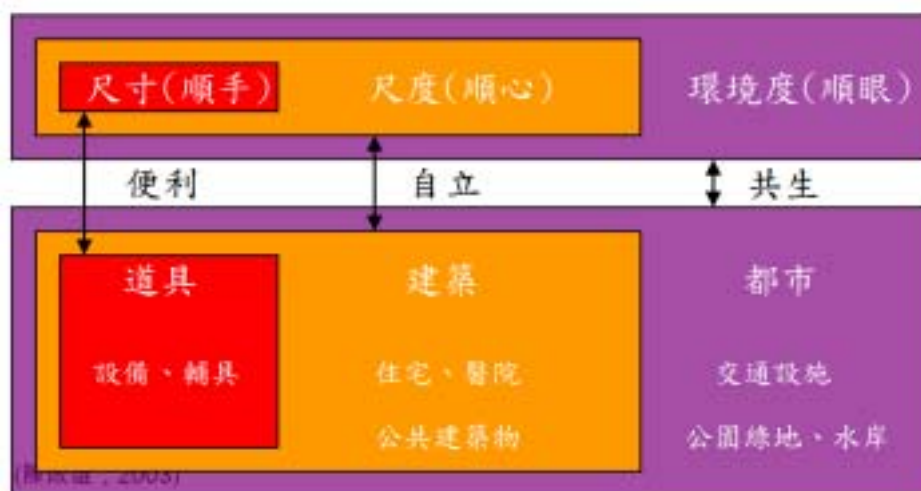 尺寸(順手) 尺度(順心) 環境度(順眼)
便利 自立 共生
道具 建築 都市
設備、輔具 住宅、醫院 交通設施
公共建築物 公園綠地、水岸
2003)